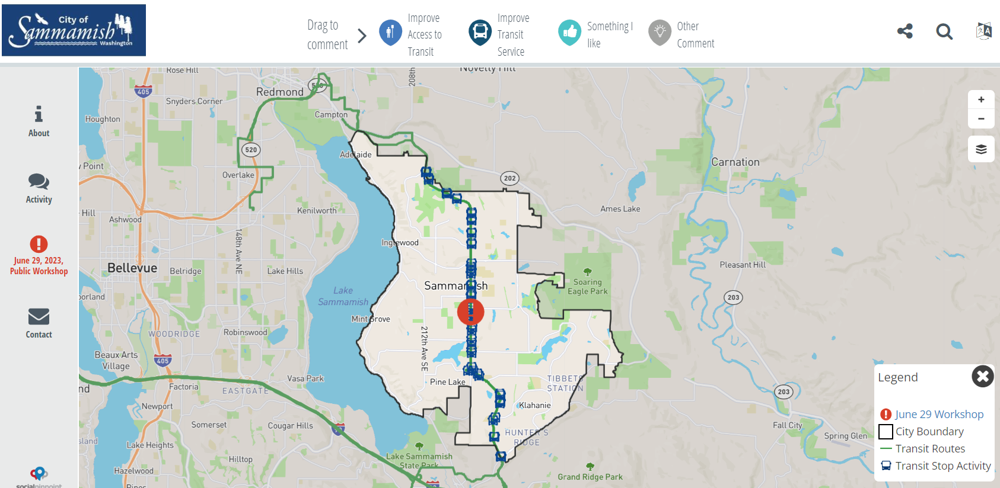 City of
Sammamish
Washington
Drag to
comment
Improve
Access to
Transit
Improve
Transit
Service
Something I
like
Other
Comment
About
Activity
June 29, 2023,
Public Workshop
Contact
socialpinpoint
Rose Hill
405
Snyders Corner
Redmond
520
208th
Novelty Hill
Houghton
Campton
520
Adelaide
Point
Overlake
202
Carnation
Hill
Ashwood
Kenilworth
Ames Lake
148th Ave NE
Inglewood
Bellevue
Belridge
Lake Hills
Pleasant Hill
Soaring
Eagle Park
Sammamish
Lake
Sammamish
203
Mint Grove
WOODRIDGE
Robinswood
212th Ave SE
Beaux Arts
Village
405
Vasa Park
Pine Lake
TIBBETS
STATION
nd
Factoria
EASTGATE
203
Newport
Klahanie
Somerset
Cougar Hills
HUNTER'S
RIDGE
Fall City
Spring Glen
sland
Lake Heights
Hilltop
Lake Sammamish
State Park
Hazelwood
Grand Ridge Park
+
−
Legend
June 29 Workshop
City Boundary
Transit Routes
Transit Stop Activity